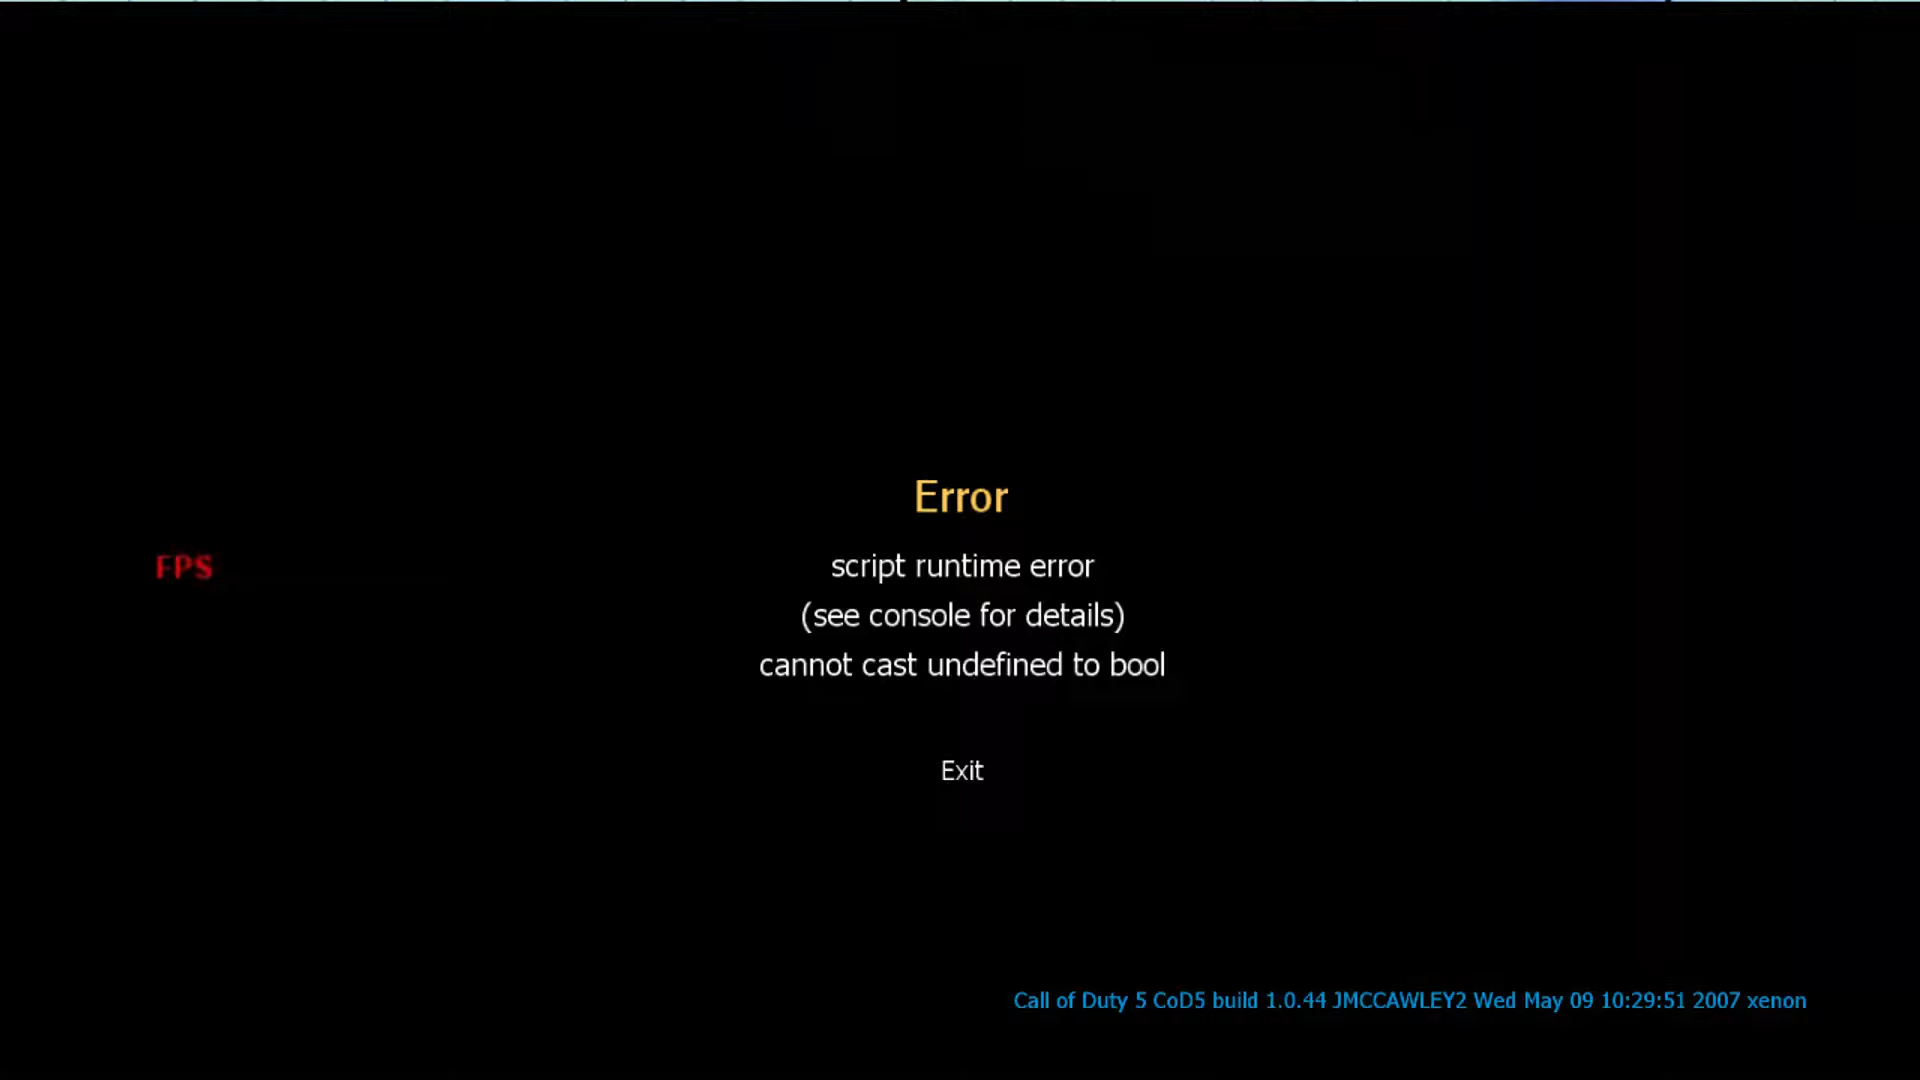 Error
FPS
script runtime error
(see console for details)
cannot cast undefined to bool
Exit
Call of Duty 5 CoD5 build 1.0.44 JMCCAWLEY2 Wed May 09 10:29:51 2007 xenon